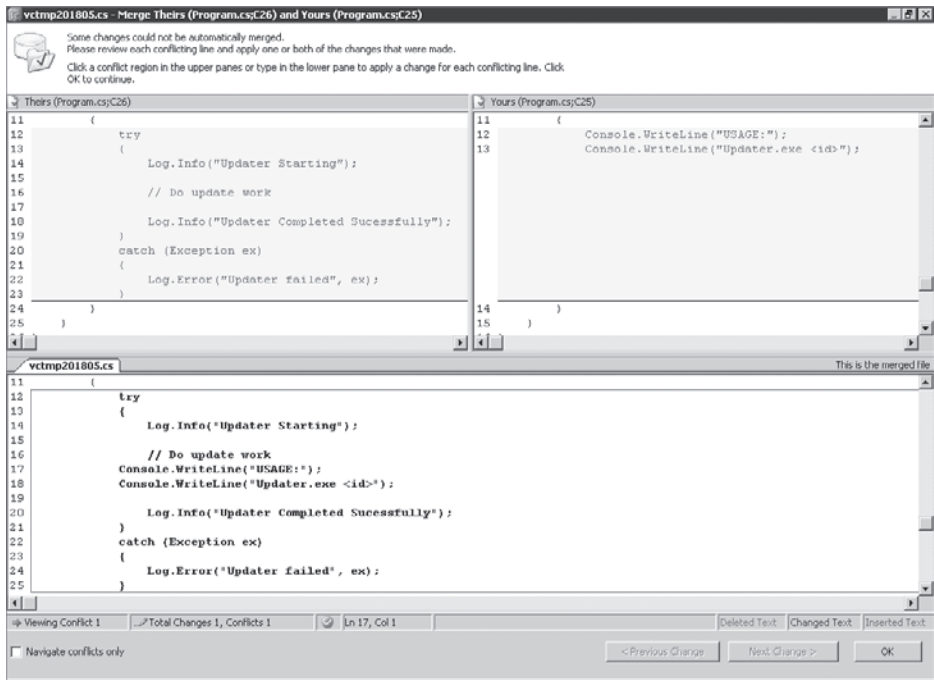 vctmp201805.cs - Merge Theirs (Program.cs;C26) and Yours (Program.cs;C25)
Some changes could not be automatically merged.
Please review each conflicting line and apply one or both of the changes that were made.
Click a conflict region in the upper panes or type in the lower pane to apply a change for each conflicting line. Click
OK to continue.
Theirs (Program.cs;C26)
11 {
12 try
13 {
14 Log.Info("Updater Starting");
15
16 // Do update work
17
18 Log.Info("Updater Completed Sucessfully");
19 }
20 catch (Exception ex)
21 {
22 Log.Error("Updater failed", ex);
23 }
24 }
25 }
Yours (Program.cs;C25)
11 {
12 Console.WriteLine("USAGE:");
13 Console.WriteLine("Updater.exe <id>");
14 }
15 }
vctmp201805.cs
This is the merged file
11 {
12 try
13 {
14 Log.Info("Updater Starting");
15
16 // Do update work
17 Console.WriteLine("USAGE:");
18 Console.WriteLine("Updater.exe <id>");
19
20 Log.Info("Updater Completed Sucessfully");
21 }
22 catch (Exception ex)
23 {
24 Log.Error("Updater failed", ex);
25 }
Viewing Conflict 1
Total Changes 1, Conflicts 1
Ln 17, Col 1
Deleted Text
Changed Text
Inserted Text
Navigate conflicts only
< Previous Change
Next Change >
OK